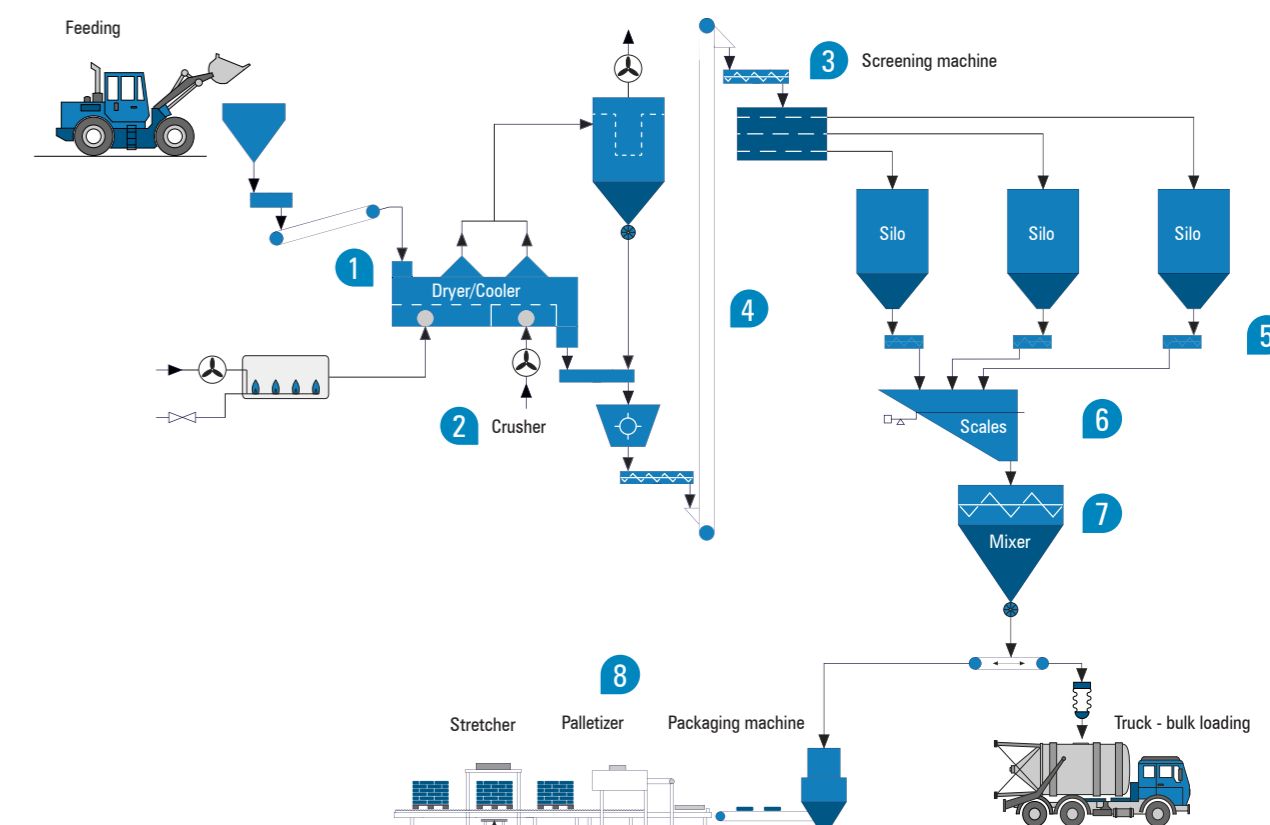 Feeding
3
Screening machine
Silo
Silo
Silo
1
Dryer/Cooler
4
5
2
Crusher
6
Scales
7
Mixer
8
Stretcher
Palletizer
Packaging machine
Truck - bulk loading